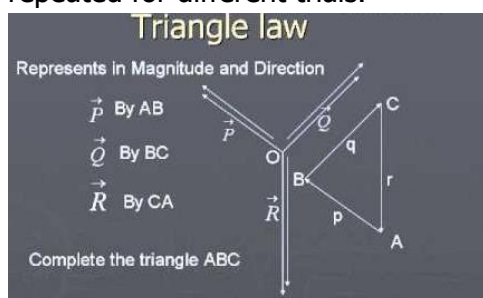 repeated for different trials.
Triangle law
Represents in Magnitude and Direction
P By AB
Q By BC
R By CA
P
Q
O
R
C
q
B
r
p
A
Complete the triangle ABC